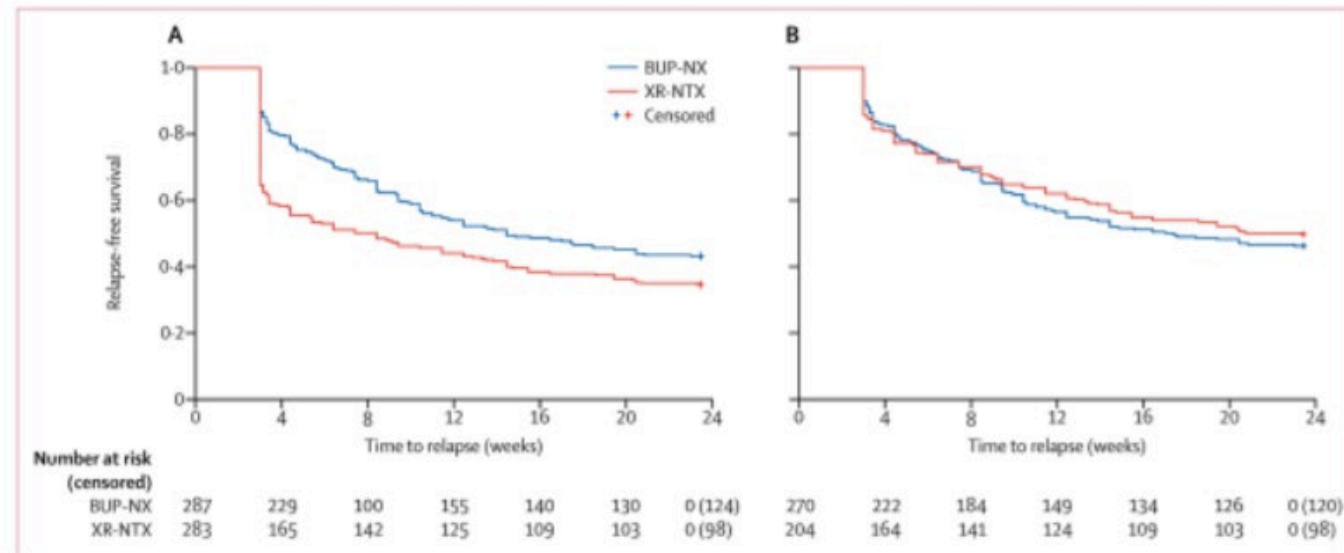 A
B
1·0
0·8
0·6
0·4
0·2
0
Relapse-free survival
BUP-NX
XR-NTX
Censored
0 4 8 12 16 20 24
0 4 8 12 16 20 24
Time to relapse (weeks)
Time to relapse (weeks)
Number at risk
(censored)
BUP-NX 287 229 100 155 140 130 0 (124) 270 222 184 149 134 126 0 (120)
XR-NTX 283 165 142 125 109 103 0 (98) 204 164 141 124 109 103 0 (98)